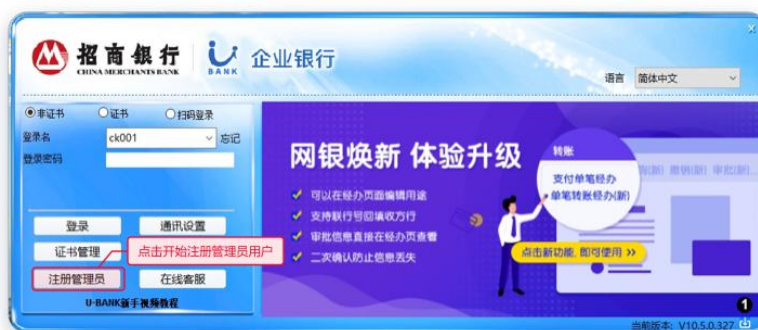 招商银行
CHINA MERCHANTS BANK
U
BANK
企业银行
语言 简体中文
非证书 证书 扫码登录
登录名 ck001 忘记
登录密码
登录 通讯设置
证书管理
点击开始注册管理员用户
注册管理员 在线客服
U-BANK新手视频教程
网银焕新 体验升级
可以在经办页面编辑用途
支持联行号回填收方行
审批信息直接在经办页查看
二次确认防止信息丢失
转账
支付单笔经办
单笔转账经办(新)
撤销(新) 审批(新)
点击新功能, 即可使用 >>
1
当前版本: V10.5.0.327